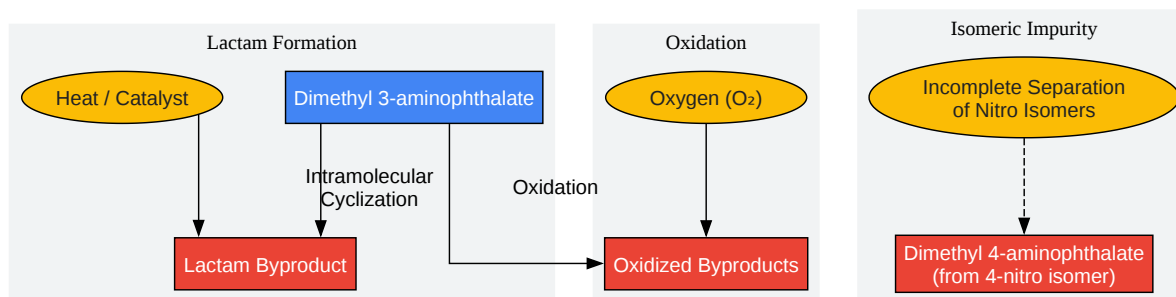 Lactam Formation
Oxidation
Isomeric Impurity
Heat / Catalyst
Dimethyl 3-aminophthalate
Oxygen (O₂)
Incomplete Separation
of Nitro Isomers
Intramolecular
Cyclization
Oxidation
Lactam Byproduct
Oxidized Byproducts
Dimethyl 4-aminophthalate
(from 4-nitro isomer)